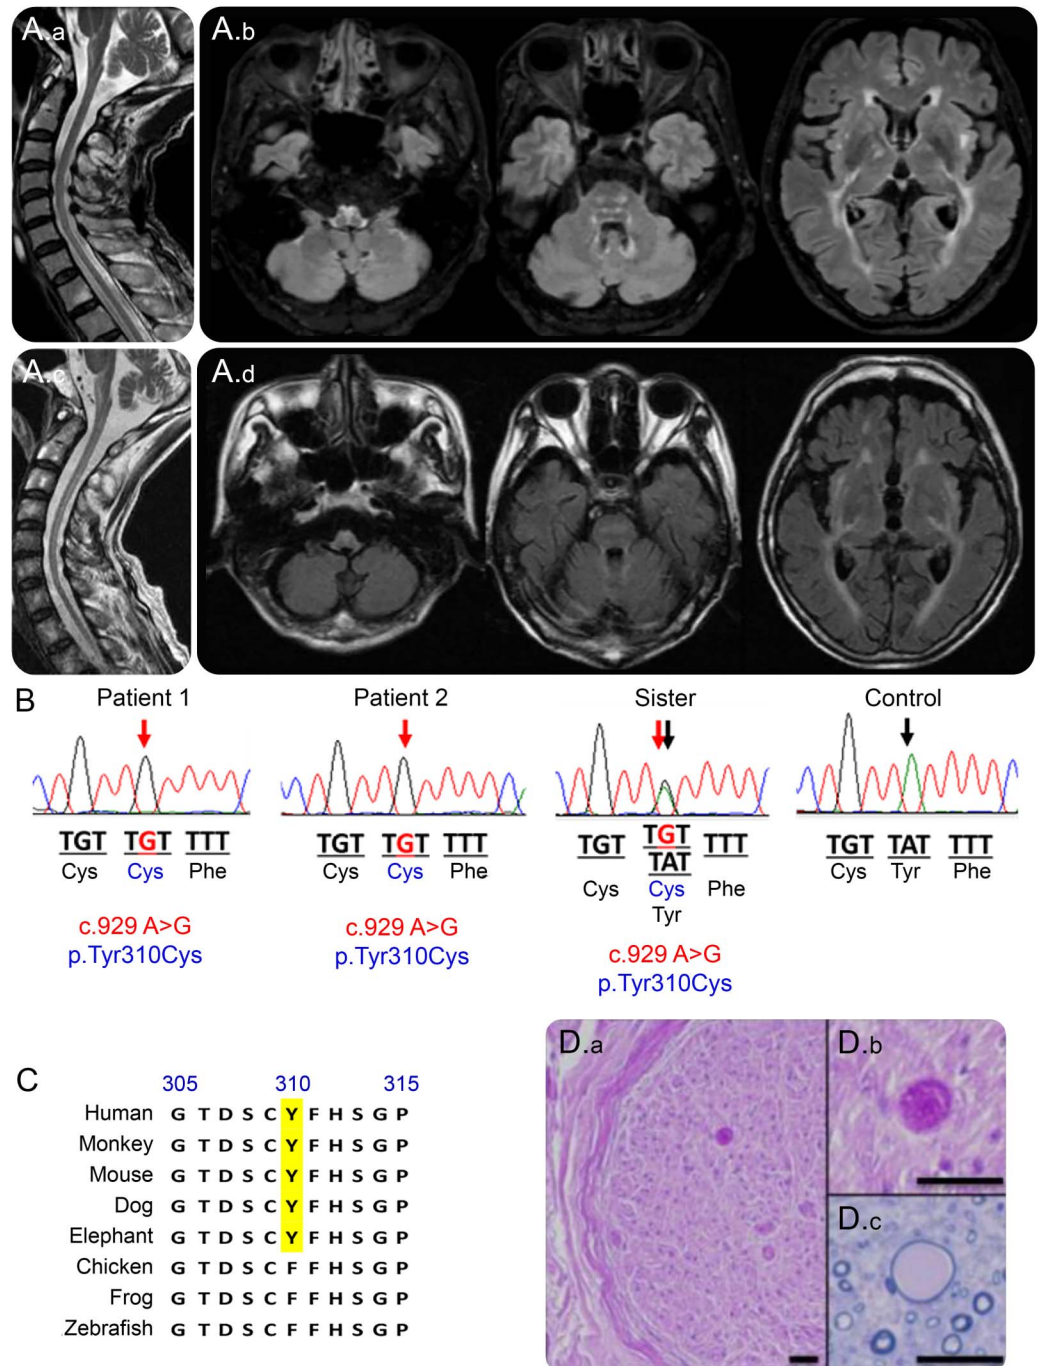 A.a
A.b
A.c
A.d
B
Patient 1
Patient 2
Sister
Control
TGT TGT TTT
Cys Cys Phe
c.929 A>G
p.Tyr310Cys
TGT TGT TTT
Cys Cys Phe
c.929 A>G
p.Tyr310Cys
TGT TGT TTT
TAT
Cys Cys Phe
Tyr
c.929 A>G
p.Tyr310Cys
TGT TAT TTT
Cys Tyr Phe
C
305 310 315
Human G T D S C Y F H S G P
Monkey G T D S C Y F H S G P
Mouse G T D S C Y F H S G P
Dog G T D S C Y F H S G P
Elephant G T D S C Y F H S G P
Chicken G T D S C F F H S G P
Frog G T D S C F F H S G P
Zebrafish G T D S C F F H S G P
D.a
D.b
D.c